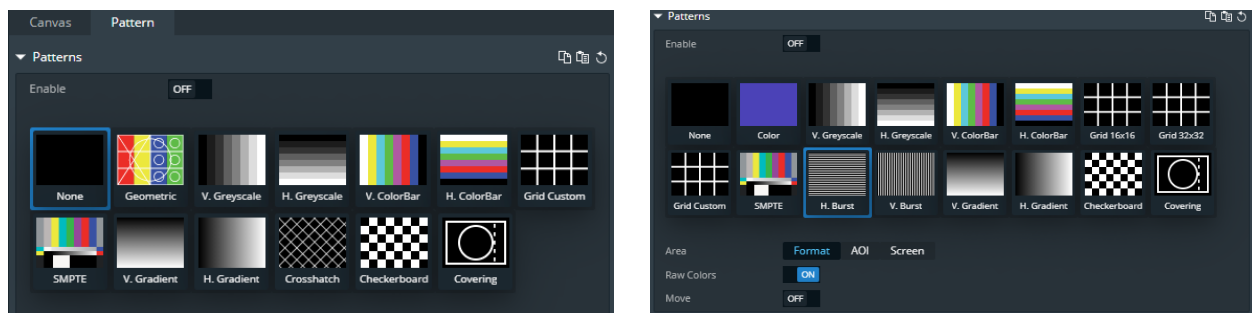 Canvas Pattern
Patterns
Enable OFF
None Geometric V. Greyscale H. Greyscale V. ColorBar H. ColorBar Grid Custom
SMPTE V. Gradient H. Gradient Crosshatch Checkerboard Covering
Patterns
Enable OFF
None Color V. Greyscale H. Greyscale V. ColorBar H. ColorBar Grid 16x16 Grid 32x32
Grid Custom SMPTE H. Burst V. Burst V. Gradient H. Gradient Checkerboard Covering
Area Format AOI Screen
Raw Colors ON
Move OFF